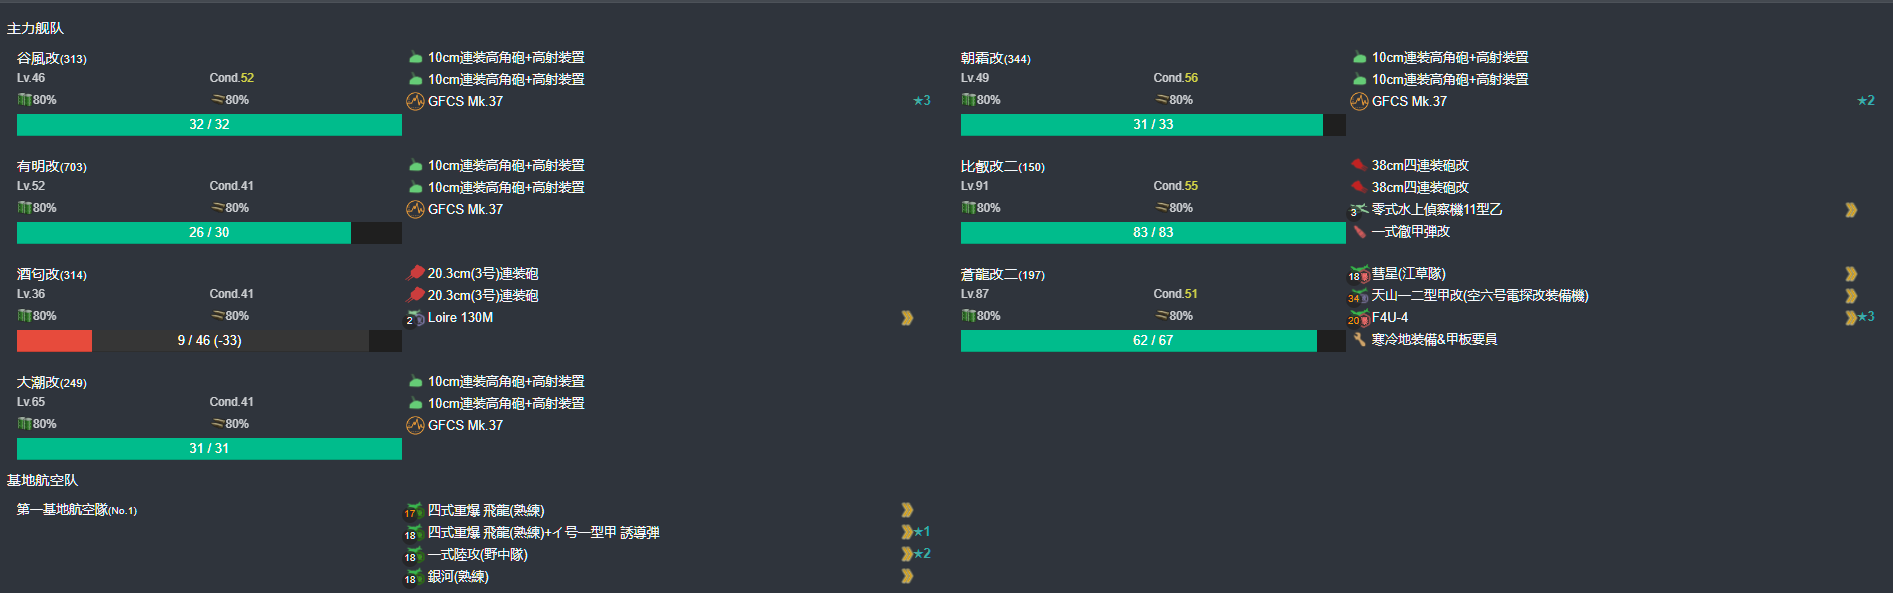 主力舰队
谷風改(313)
Lv.46 Cond.52
80% 80%
32 / 32
10cm連装高角砲+高射装置
10cm連装高角砲+高射装置
GFCS Mk.37 ★3
朝霜改(344)
Lv.49 Cond.56
80% 80%
31 / 33
10cm連装高角砲+高射装置
10cm連装高角砲+高射装置
GFCS Mk.37 ★2
有明改(703)
Lv.52 Cond.41
80% 80%
26 / 30
10cm連装高角砲+高射装置
10cm連装高角砲+高射装置
GFCS Mk.37
比叡改二(150)
Lv.91 Cond.55
80% 80%
83 / 83
38cm四連装砲改
38cm四連装砲改
3 零式水上偵察機11型乙
一式徹甲弾改
酒匂改(314)
Lv.36 Cond.41
80% 80%
9 / 46 (-33)
20.3cm(3号)連装砲
20.3cm(3号)連装砲
2 Loire 130M
蒼龍改二(197)
Lv.87 Cond.51
80% 80%
62 / 67
18 彗星(江草隊)
34 天山一二型甲改(空六号電探改装備機)
20 F4U-4 ★3
寒冷地装備&甲板要員
大潮改(249)
Lv.65 Cond.41
80% 80%
31 / 31
10cm連装高角砲+高射装置
10cm連装高角砲+高射装置
GFCS Mk.37
基地航空队
第一基地航空隊(No.1)
17 四式重爆 飛龍(熟練)
18 四式重爆 飛龍(熟練)+イ号一型甲 誘導弾 ★1
18 一式陸攻(野中隊) ★2
18 銀河(熟練)